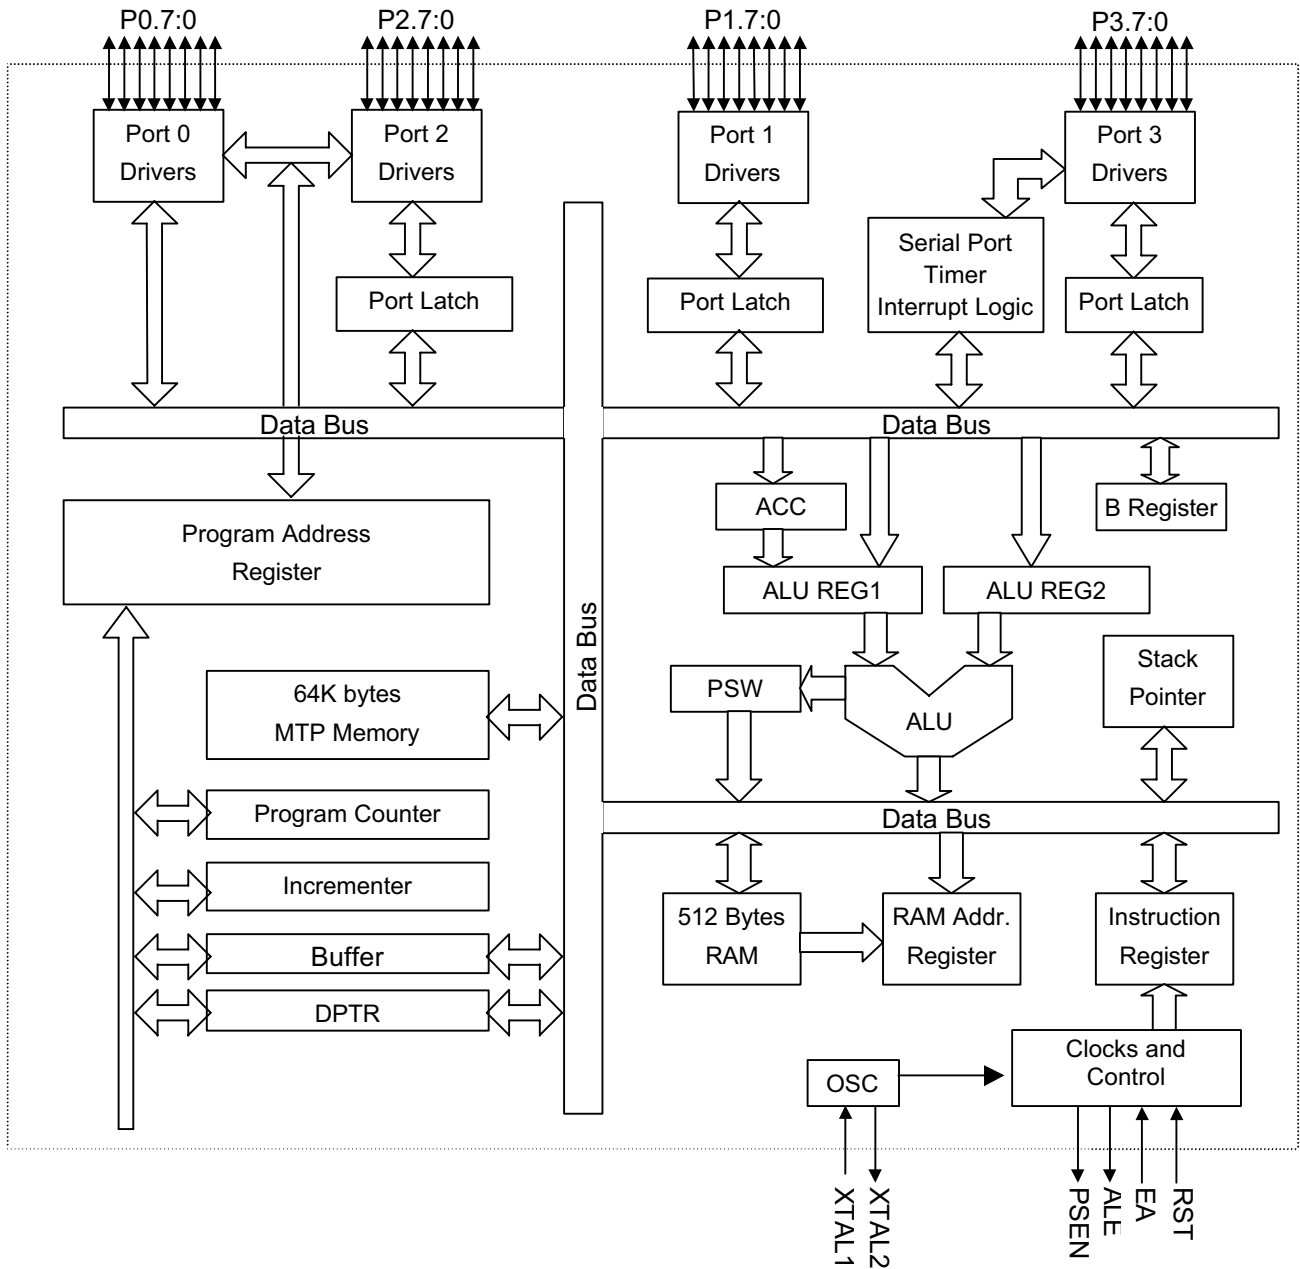 P0.7:0
P2.7:0
P1.7:0
P3.7:0
Port 0
Drivers
Port 2
Drivers
Port 1
Drivers
Port 3
Drivers
Serial Port
Timer
Interrupt Logic
Port Latch
Port Latch
Port Latch
Data Bus
Data Bus
ACC
B Register
Program Address
Register
ALU REG1
ALU REG2
Data Bus
Stack
Pointer
64K bytes
MTP Memory
PSW
ALU
Program Counter
Data Bus
Incrementer
512 Bytes
RAM
RAM Addr.
Register
Instruction
Register
Buffer
DPTR
OSC
Clocks and
Control
XTAL1
XTAL2
PSEN
ALE
EA
RST